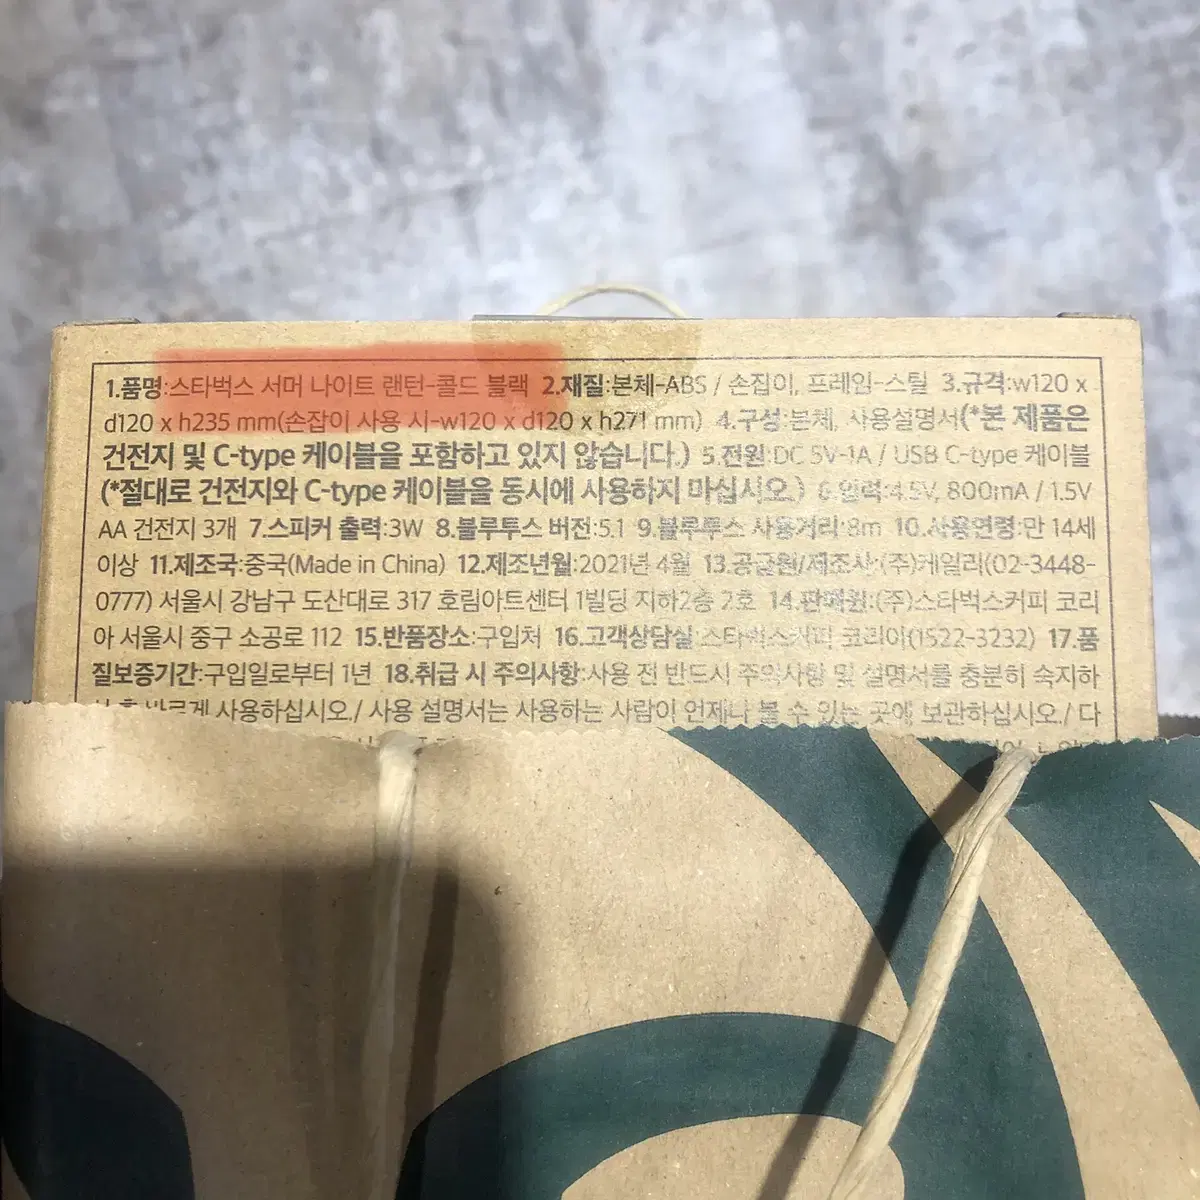 1.품명:스타벅스 서머 나이트 랜턴-콜드 블랙 2.재질:본체-ABS / 손잡이, 프레임-스틸 3.규격:w120 x
d120 x h235 mm(손잡이 사용 시-w120 x d120 x h271 mm) 4.구성:본체, 사용설명서(*본 제품은
건전지 및 C-type 케이블을 포함하고 있지 않습니다.) 5.전원:DC 5V-1A / USB C-type 케이블
(*절대로 건전지와 C-type 케이블을 동시에 사용하지 마십시오.) 6.입력:4.5V, 800mA / 1.5V
AA 건전지 3개 7.스피커 출력:3W 8.블루투스 버전:5.1 9.블루투스 사용거리:8m 10.사용연령:만 14세
이상 11.제조국:중국(Made in China) 12.제조년월:2021년 4월 13.공급원/제조사:(주)케일리(02-3448-
0777) 서울시 강남구 도산대로 317 호림아트센터 1빌딩 지하2층 2호 14.판매원:(주)스타벅스커피 코리
아 서울시 중구 소공로 112 15.반품장소:구입처 16.고객상담실:스타벅스커피 코리아(1522-3232) 17.품
질보증기간:구입일로부터 1년 18.취급 시 주의사항:사용 전 반드시 주의사항 및 설명서를 충분히 숙지하
신 후 바르게 사용하십시오./ 사용 설명서는 사용하는 사람이 언제나 볼 수 있는 곳에 보관하십시오./ 다